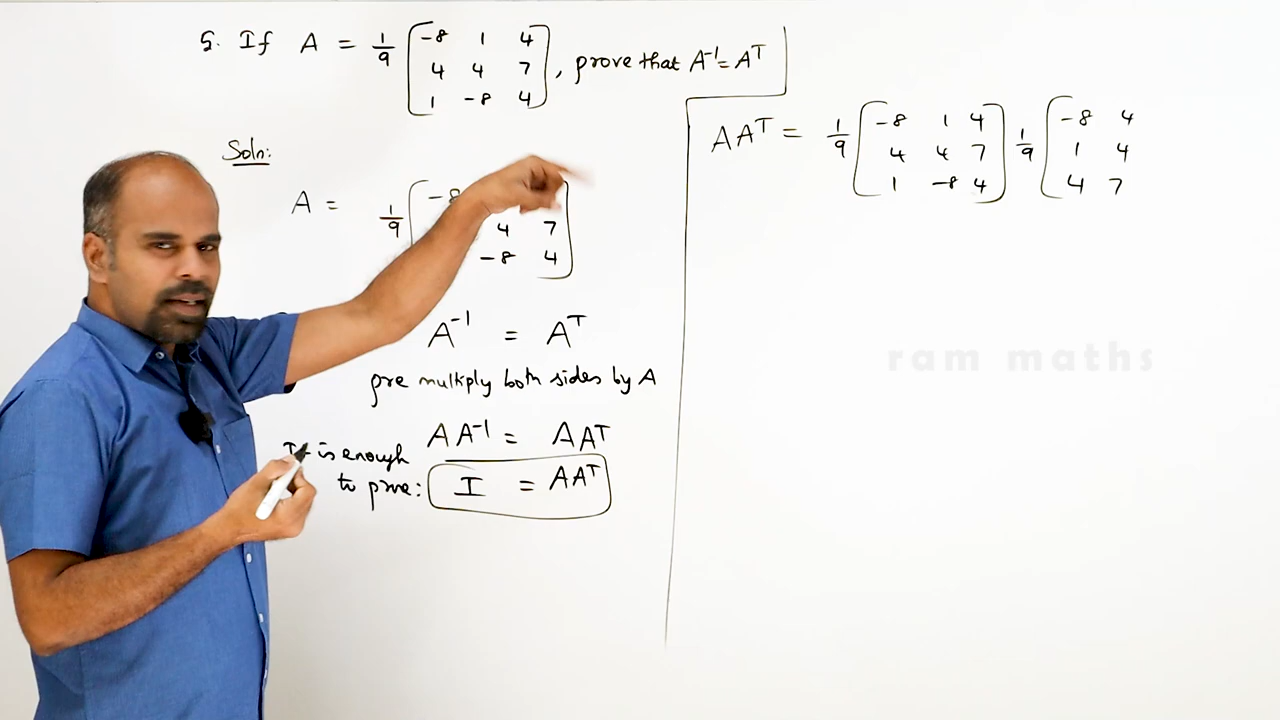 5. If A = 1/9 [ -8 1 4
4 4 7
1 -8 4 ], prove that A⁻¹ = Aᵀ
Soln:
A = 1/9 [ -8
4 7
-8 4 ]
A⁻¹ = Aᵀ
pre multiply both sides by A
AA⁻¹ = AAᵀ
It is enough
to prove: I = AAᵀ
AAᵀ = 1/9 [ -8 1 4
4 4 7
1 -8 4 ] 1/9 [ -8 4
1 4
4 7
ram maths